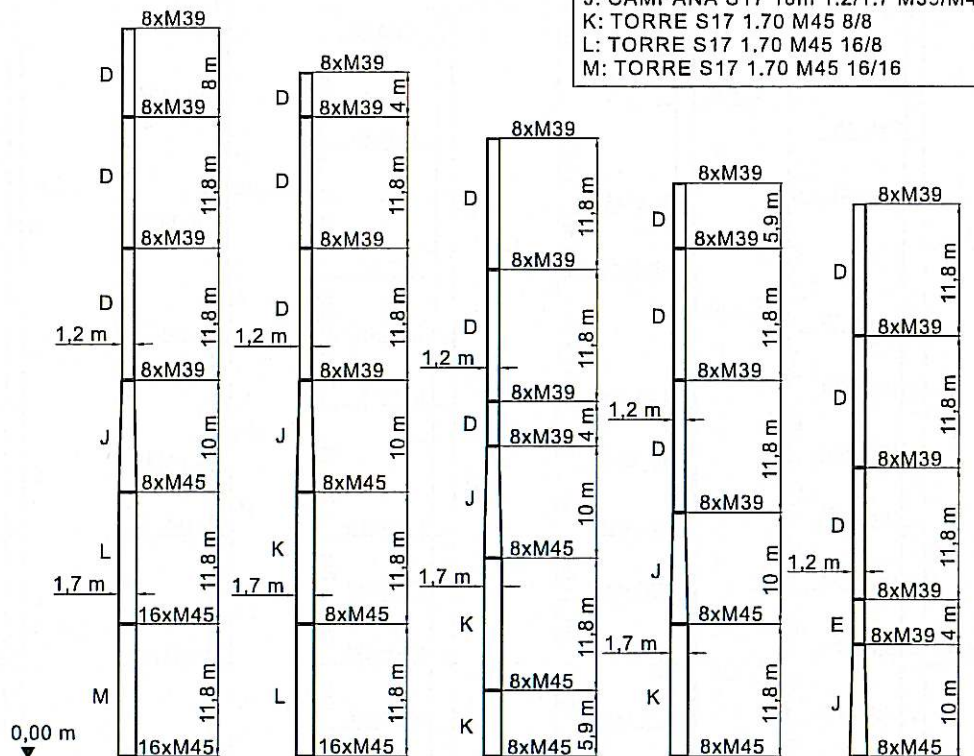 J: CAMPANA S17 10m 1.2/1.7 M39/M4
K: TORRE S17 1.70 M45 8/8
L: TORRE S17 1.70 M45 16/8
M: TORRE S17 1.70 M45 16/16
8xM39
D
8 m
8xM39
D
11,8 m
8xM39
D
11,8 m
1,2 m
8xM39
J
10 m
8xM45
L
11,8 m
1,7 m
16xM45
M
11,8 m
0,00 m
16xM45
8xM39
D
4 m
8xM39
D
11,8 m
8xM39
D
11,8 m
1,2 m
8xM39
J
10 m
8xM45
K
11,8 m
1,7 m
8xM45
L
11,8 m
16xM45
8xM39
D
11,8 m
8xM39
D
11,8 m
1,2 m
8xM39
D
4 m
8xM39
J
10 m
8xM45
1,7 m
K
11,8 m
8xM45
K
5,9 m
8xM45
8xM39
D
5,9 m
8xM39
D
11,8 m
8xM39
1,2 m
D
11,8 m
8xM39
J
10 m
8xM45
1,7 m
K
11,8 m
8xM45
8xM39
D
11,8 m
8xM39
D
11,8 m
8xM39
D
11,8 m
1,2 m
8xM39
E
4 m
8xM39
J
10 m
8xM45